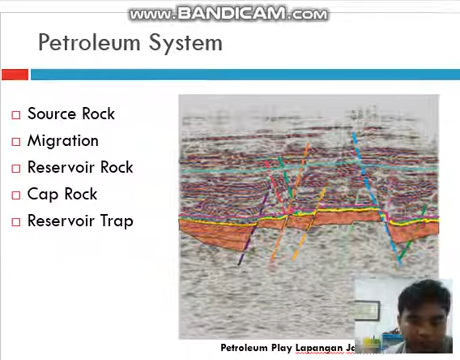 www.BANDICAM.com
Petroleum System
Source Rock
Migration
Reservoir Rock
Cap Rock
Reservoir Trap
Petroleum Play Lapangan